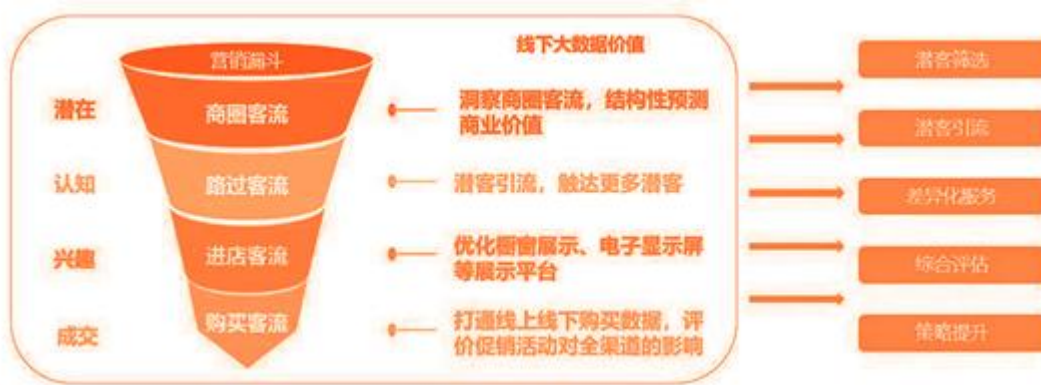 营销漏斗
线下大数据价值
潜在
商圈客流
洞察商圈客流，结构性预测
商业价值
认知
路过客流
潜客引流，触达更多潜客
兴趣
进店客流
优化橱窗展示、电子显示屏
等展示平台
成交
购买客流
打通线上线下购买数据，评
价促销活动对全渠道的影响
潜客筛选
潜客引流
差异化服务
综合评估
策略提升